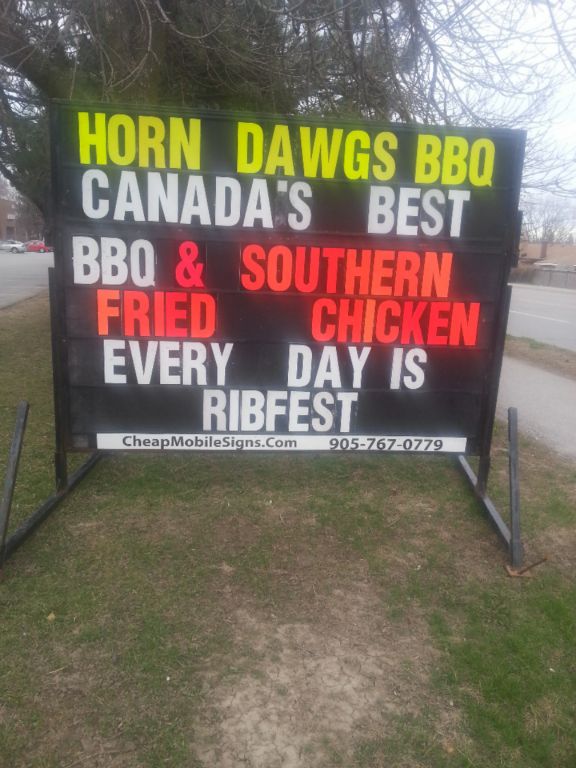 HORN DAWGS BBQ
CANADA'S BEST
BBQ & SOUTHERN
FRIED CHICKEN
EVERY DAY IS
RIBFEST
CheapMobileSigns.Com 905-767-0779